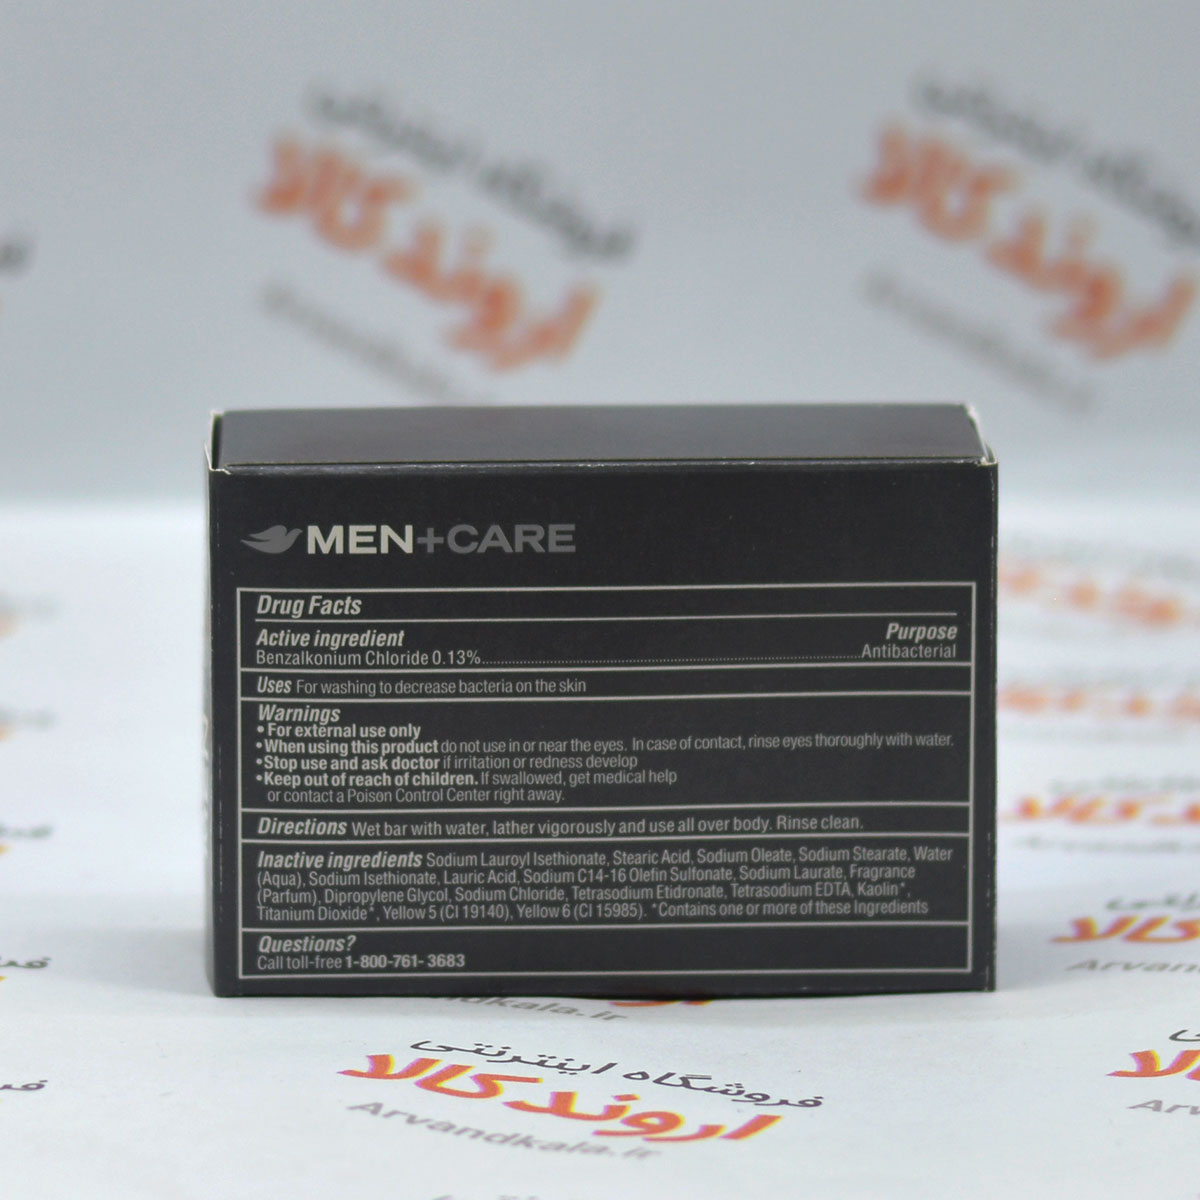 فروشگاه اینترنتی
اروند کالا
فروشگاه اینترنتی
اروند کالا
MEN+CARE
Drug Facts
Active ingredient Purpose
Benzalkonium Chloride 0.13%........Antibacterial
Uses For washing to decrease bacteria on the skin
Warnings
• For external use only
• When using this product do not use in or near the eyes. In case of contact, rinse eyes thoroughly with water.
• Stop use and ask doctor if irritation or redness develop
• Keep out of reach of children. If swallowed, get medical help
or contact a Poison Control Center right away.
Directions Wet bar with water, lather vigorously and use all over body. Rinse clean.
Inactive ingredients Sodium Lauroyl Isethionate, Stearic Acid, Sodium Oleate, Sodium Stearate, Water
(Aqua), Sodium Isethionate, Lauric Acid, Sodium C14-16 Olefin Sulfonate, Sodium Laurate, Fragrance
(Parfum), Dipropylene Glycol, Sodium Chloride, Tetrasodium Etidronate, Tetrasodium EDTA, Kaolin*,
Titanium Dioxide*, Yellow 5 (CI 19140), Yellow 6 (CI 15985). *Contains one or more of these Ingredients
Questions?
Call toll-free 1-800-761- 3683
فروشگاه اینترنتی
اروند کالا
Arvandkala.ir